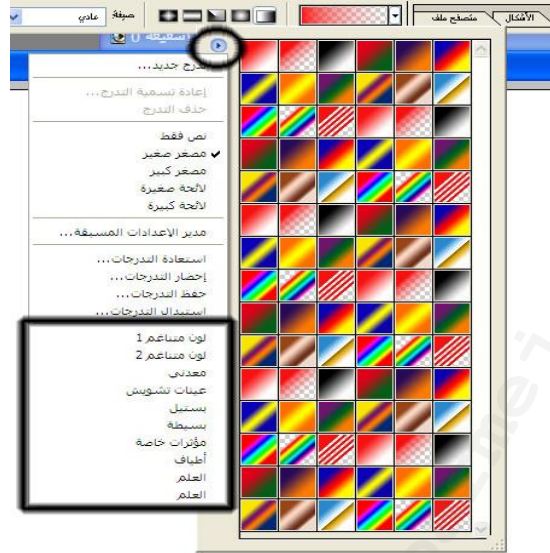 الأشكال متصفح ملف
صيغة: عادي
درج جديد...
إعادة تسمية التدرج...
حذف التدرج
نص فقط
✔ مصغر صغير
مصغر كبير
لائحة صغيرة
لائحة كبيرة
مدير الإعدادات المسبقة...
استعادة التدرجات...
إحضار التدرجات...
حفظ التدرجات...
استبدال التدرجات...
لون متناغم 1
لون متناغم 2
معدني
عينات تشويش
بستيل
بسيطة
مؤثرات خاصة
أطياف
العلم
العلم